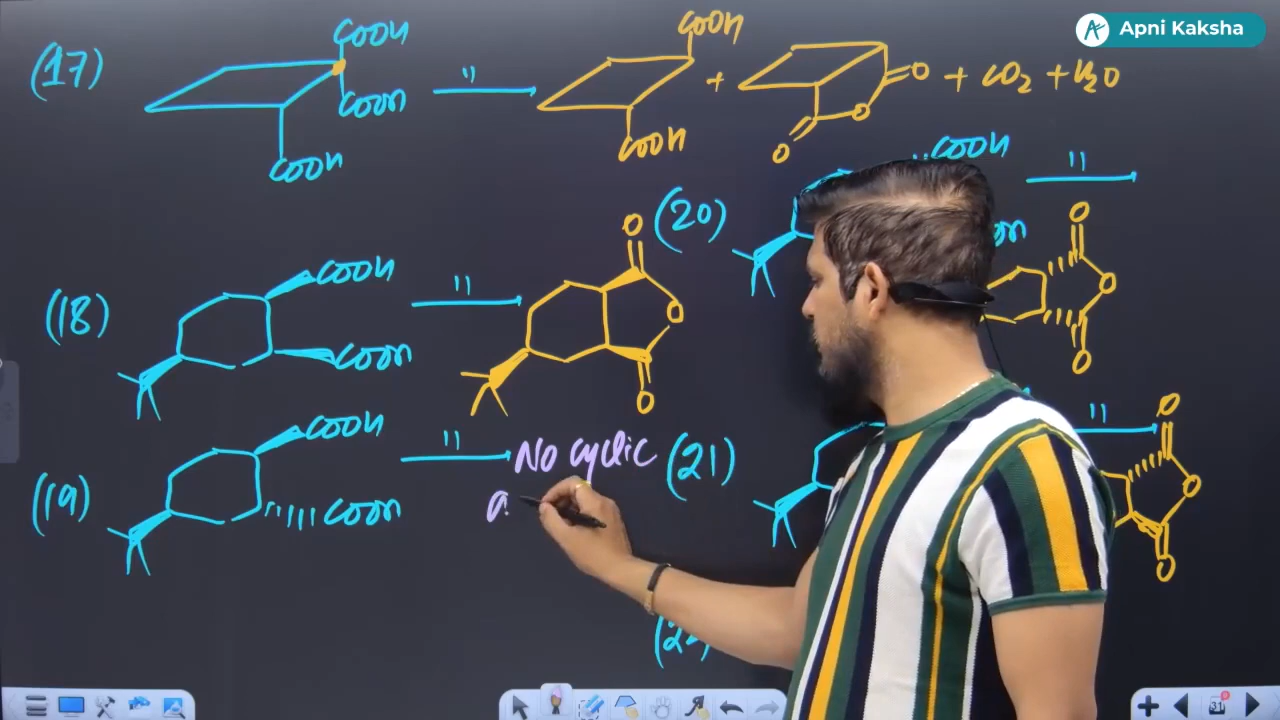 Apni Kaksha
(17)
COOH
COOH
COOH
"
COOH
COOH
+
O
O
O
+ CO2 + H2O
(18)
COOH
COOH
"
O
O
O
(20)
COOH
"
O
O
O
(19)
COOH
COOH
"
No cyclic
a
(21)
"
O
O
O
31